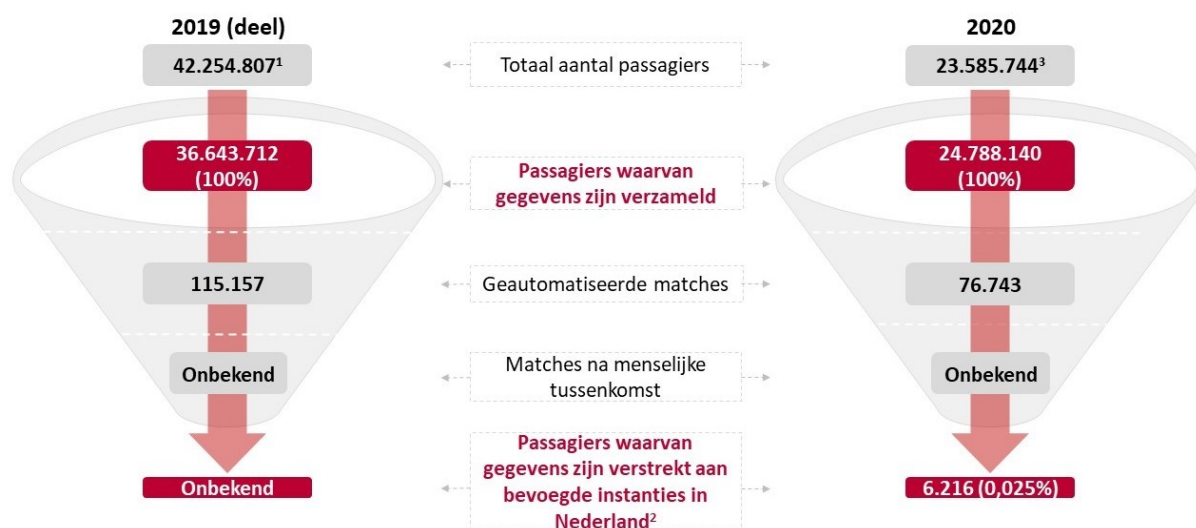 2019 (deel)
2020
42.254.807¹
Totaal aantal passagiers
23.585.744³
36.643.712
(100%)
Passagiers waarvan
gegevens zijn verzameld
24.788.140
(100%)
115.157
Geautomatiseerde matches
76.743
Onbekend
Matches na menselijke
tussenkomst
Onbekend
Onbekend
Passagiers waarvan
gegevens zijn verstrekt aan
bevoegde instanties in
Nederland²
6.216 (0,025%)